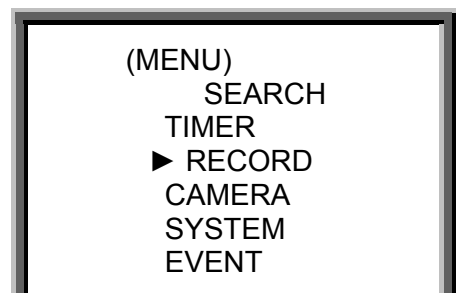 (MENU)
SEARCH
TIMER
► RECORD
CAMERA
SYSTEM
EVENT